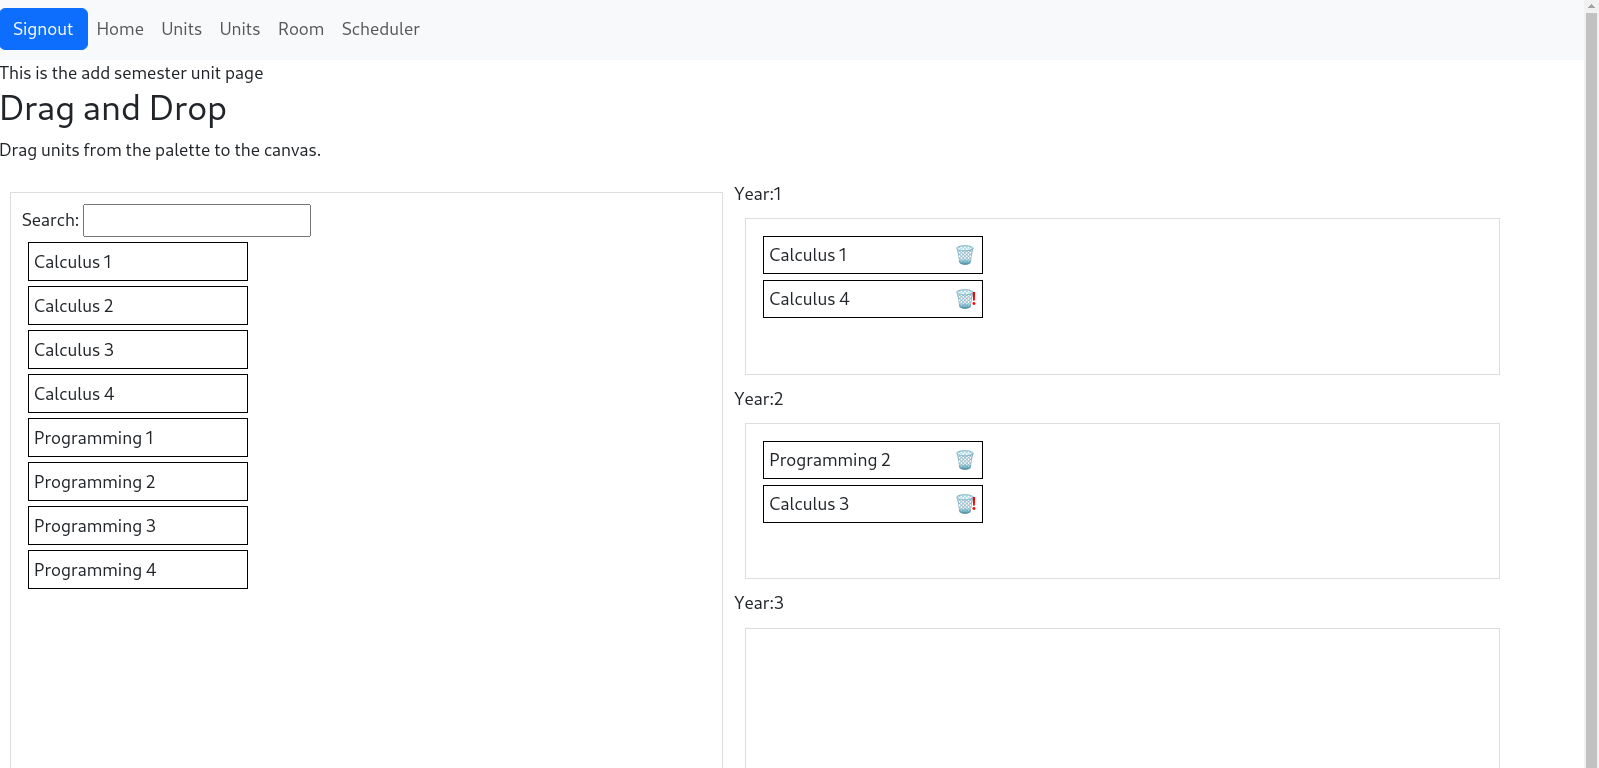 Signout Home Units Units Room Scheduler
This is the add semester unit page
Drag and Drop
Drag units from the palette to the canvas.
Search:
Calculus 1
Calculus 2
Calculus 3
Calculus 4
Programming 1
Programming 2
Programming 3
Programming 4
Year:1
Calculus 1
Calculus 4 !
Year:2
Programming 2
Calculus 3 !
Year:3